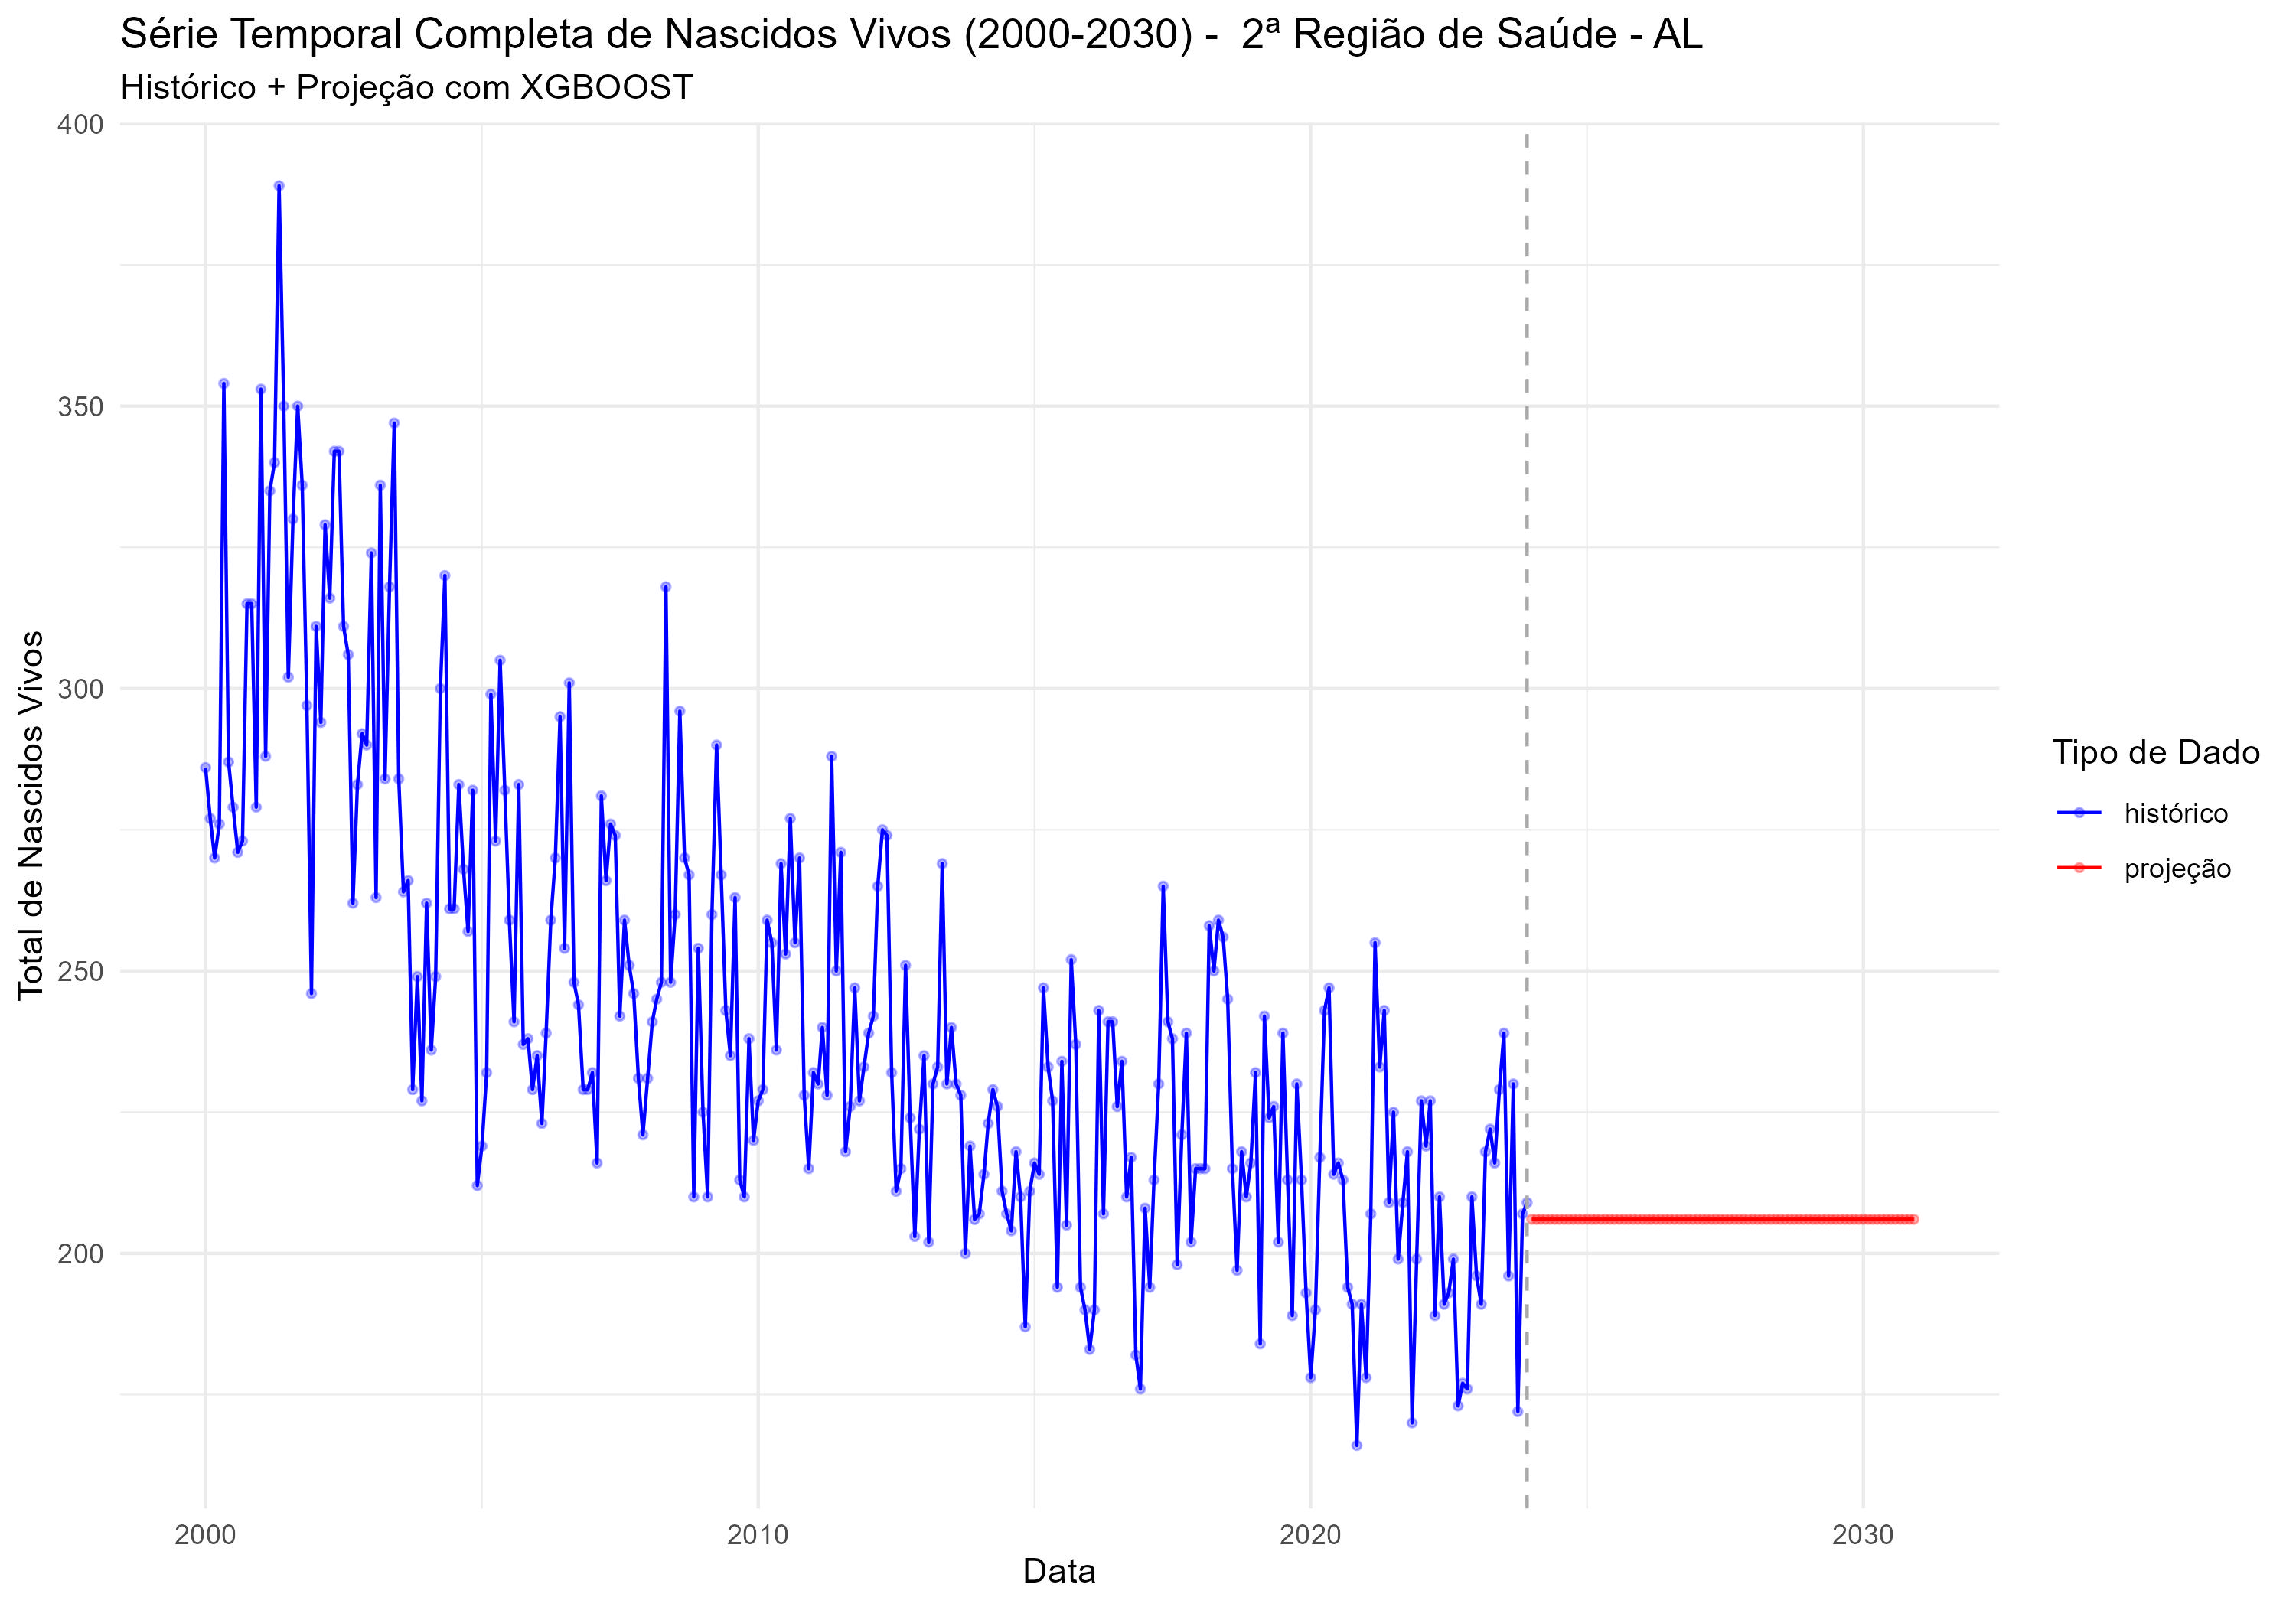 Série Temporal Completa de Nascidos Vivos (2000-2030) -  2ª Região de Saúde - AL
Histórico + Projeção com XGBOOST
400
350
300
250
200
Total de Nascidos Vivos
2000
2010
2020
2030
Data
Tipo de Dado
histórico
projeção